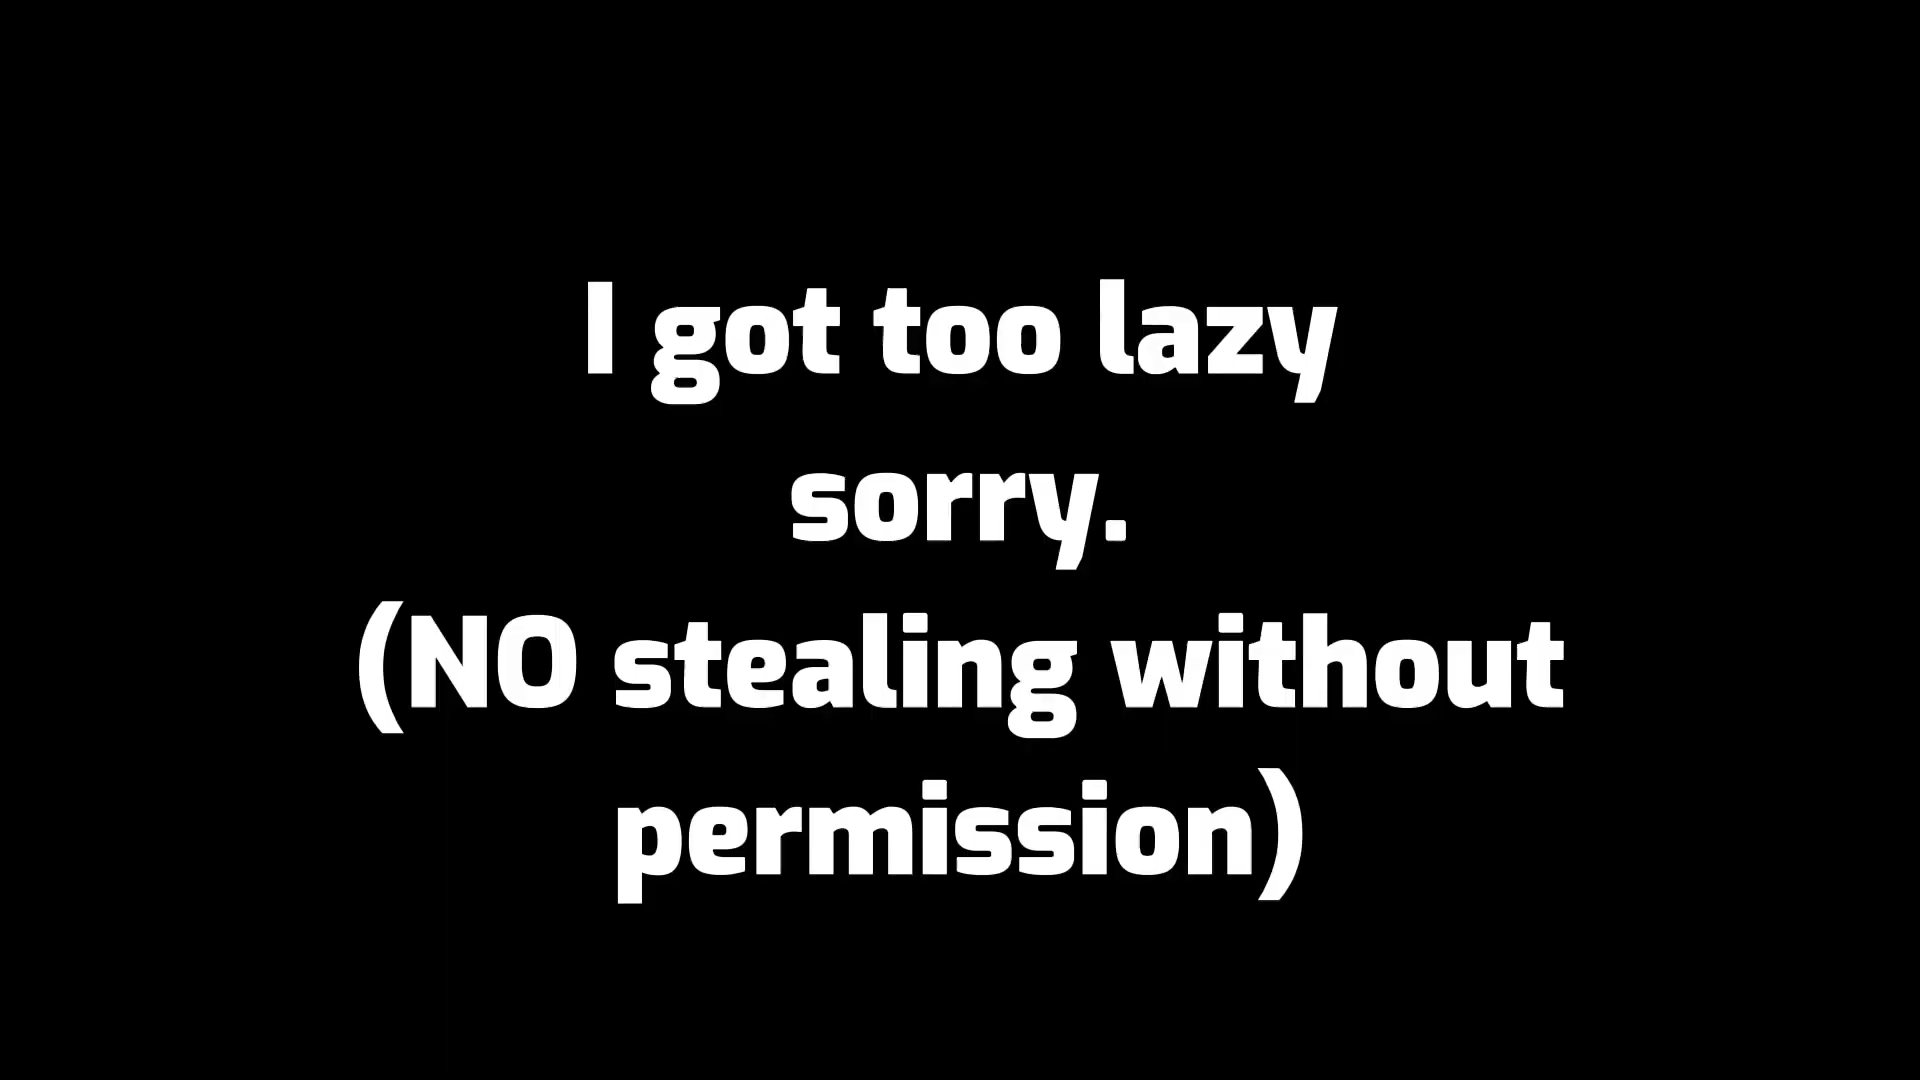 I got too lazy
sorry.
(NO stealing without
permission)